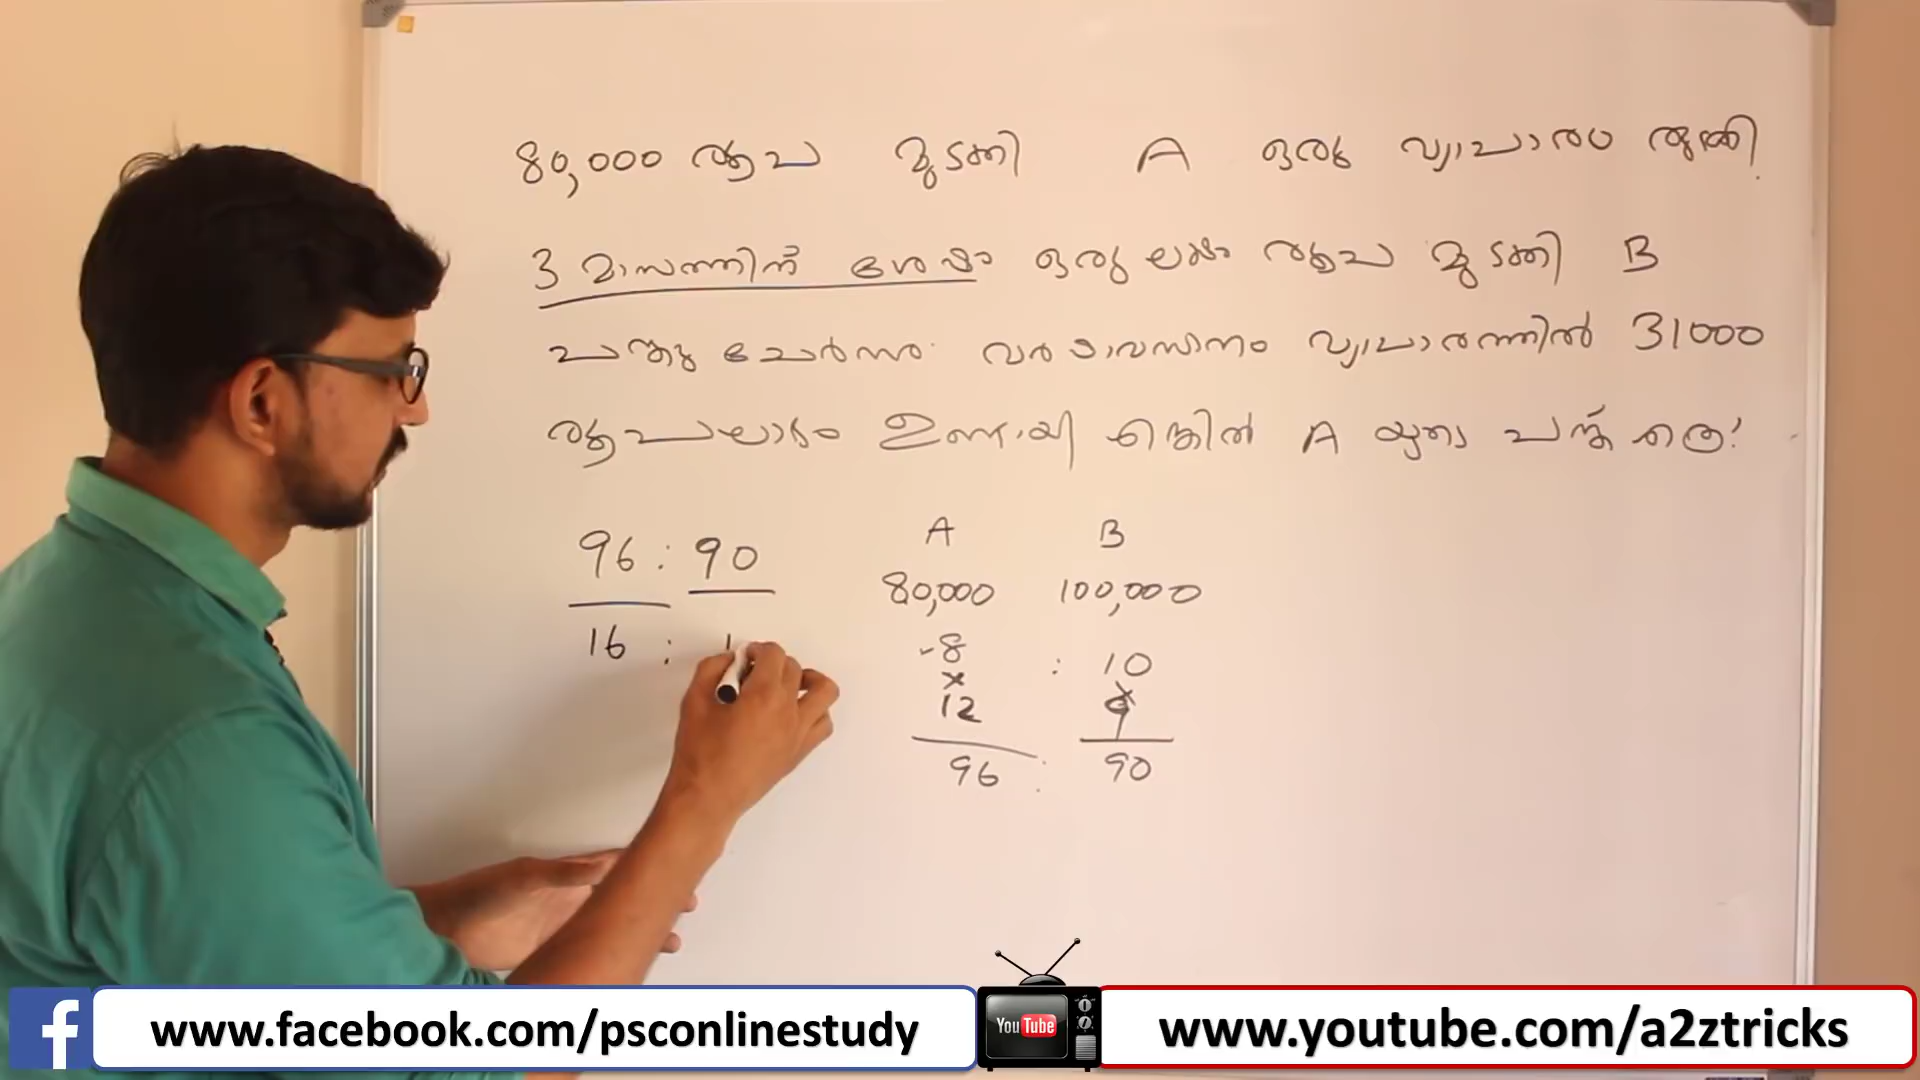 80,000 രൂപ മുടക്കി A ഒരു വ്യാപാരം തുടങ്ങി.
3 മാസത്തിന് ശേഷം ഒരു ലക്ഷം രൂപ മുടക്കി B
പങ്കു ചേർന്നു. വർഷാവസാനം വ്യാപാരത്തിൽ 31000
രൂപ ലാഭം ഉണ്ടായി എങ്കിൽ A യുടെ പങ്ക് എത്ര?
96 : 90
16 :
A B
80,000 100,000
8 : 10
× ×
12 9
96 : 90
www.facebook.com/psconlinestudy
YouTube
www.youtube.com/a2ztricks